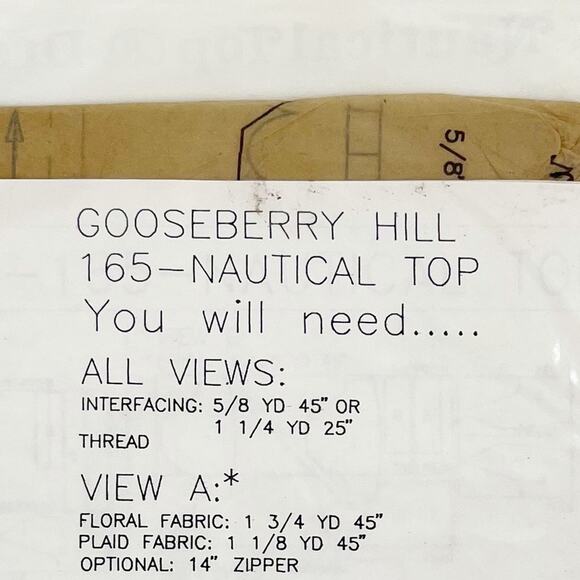 5/8"
GOOSEBERRY HILL
165-NAUTICAL TOP
You will need.....
ALL VIEWS:
INTERFACING: 5/8 YD 45" OR
1 1/4 YD 25"
THREAD
VIEW A:*
FLORAL FABRIC: 1 3/4 YD 45"
PLAID FABRIC: 1 1/8 YD 45"
OPTIONAL: 14" ZIPPER